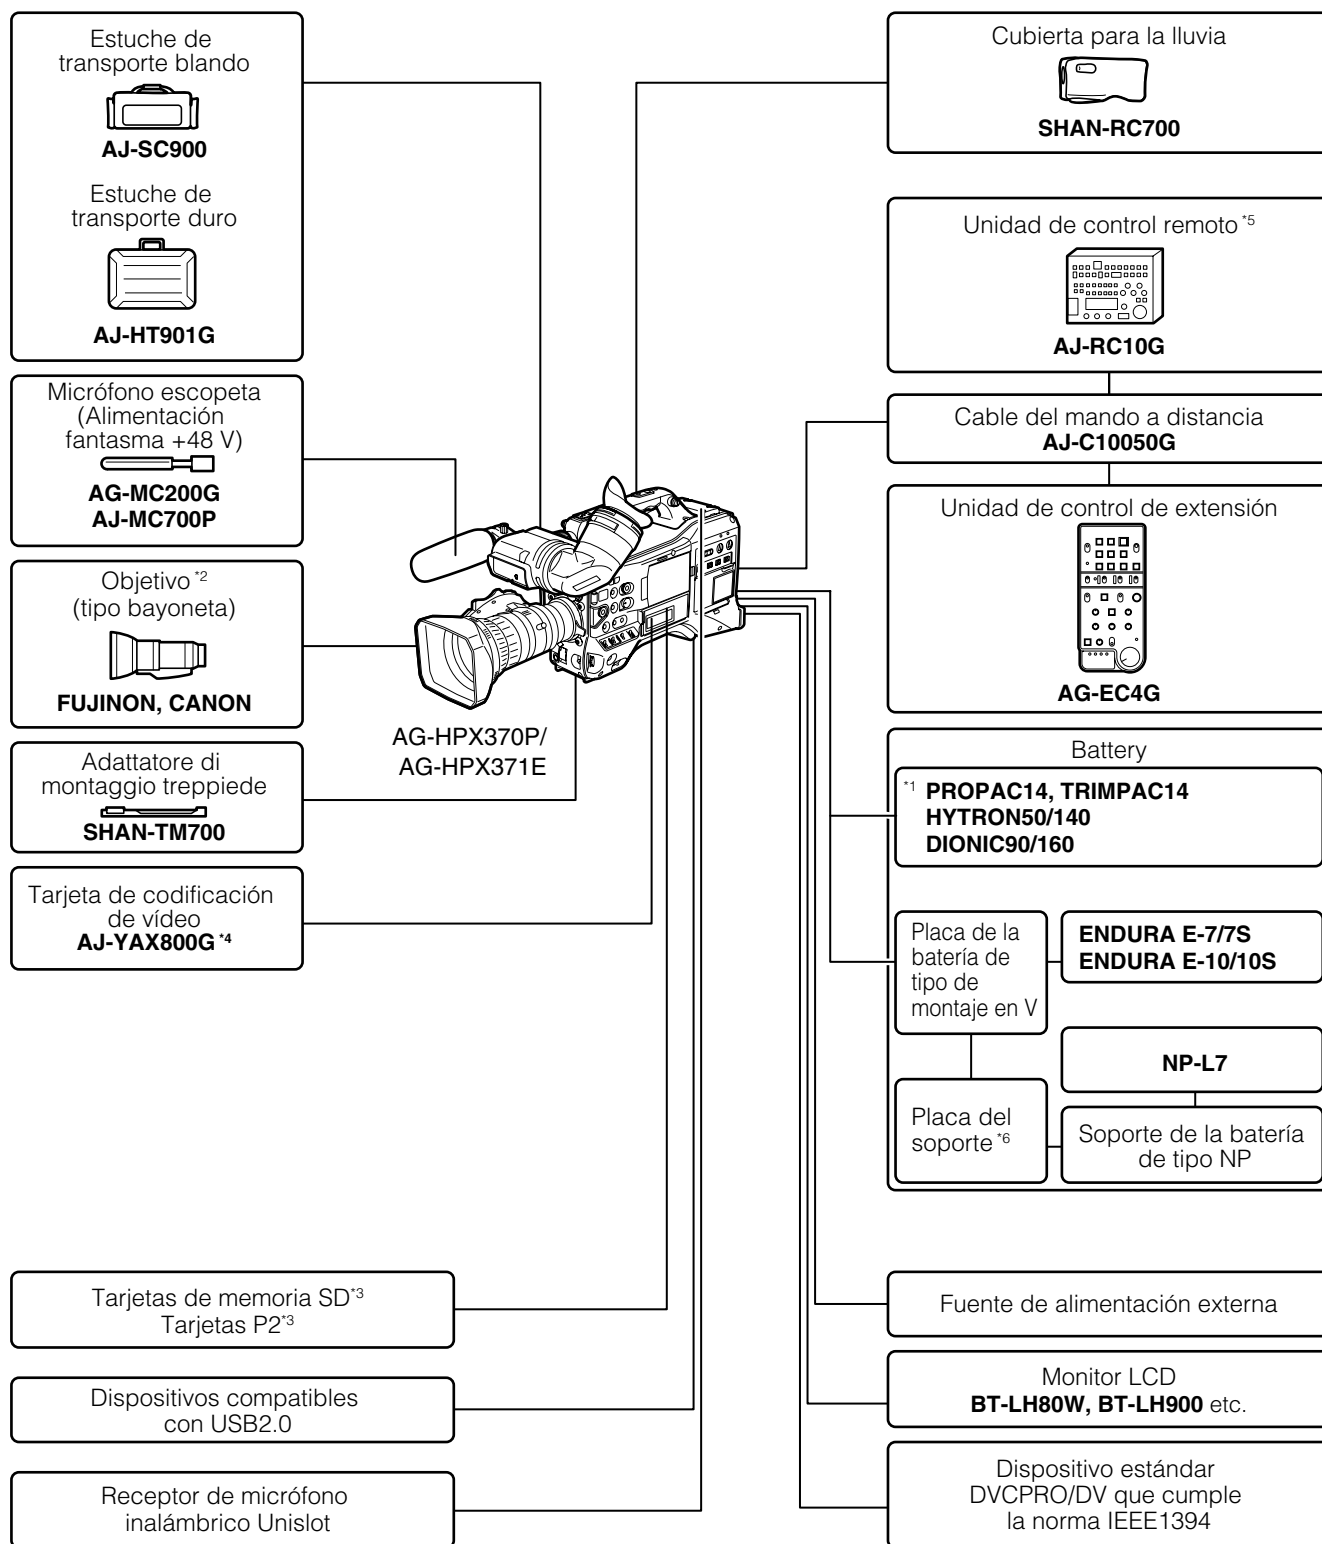 Estuche de
transporte blando
AJ-SC900
Estuche de
transporte duro
AJ-HT901G
Micrófono escopeta
(Alimentación
fantasma +48 V)
AG-MC200G
AJ-MC700P
Objetivo *2
(tipo bayoneta)
FUJINON, CANON
Adattatore di
montaggio treppiede
SHAN-TM700
Tarjeta de codificación
de vídeo
AJ-YAX800G *4
AG-HPX370P/
AG-HPX371E
Tarjetas de memoria SD*3
Tarjetas P2*3
Dispositivos compatibles
con USB2.0
Receptor de micrófono
inalámbrico Unislot
Cubierta para la lluvia
SHAN-RC700
Unidad de control remoto *5
AJ-RC10G
Cable del mando a distancia
AJ-C10050G
Unidad de control de extensión
AG-EC4G
Battery
*1 PROPAC14, TRIMPAC14
HYTRON50/140
DIONIC90/160
Placa de la
batería de
tipo de
montaje en V
ENDURA E-7/7S
ENDURA E-10/10S
NP-L7
Placa del
soporte *6
Soporte de la batería
de tipo NP
Fuente de alimentación externa
Monitor LCD
BT-LH80W, BT-LH900 etc.
Dispositivo estándar
DVCPRO/DV que cumple
la norma IEEE1394